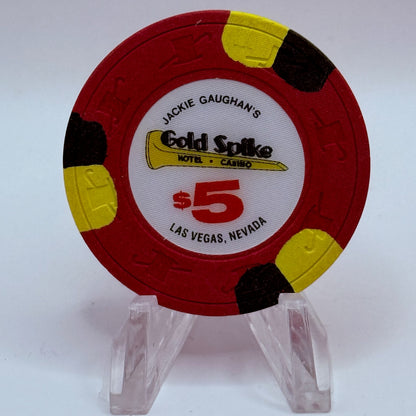 JACKIE GAUGHAN'S
Gold Spike
HOTEL • CASINO
$5
LAS VEGAS, NEVADA